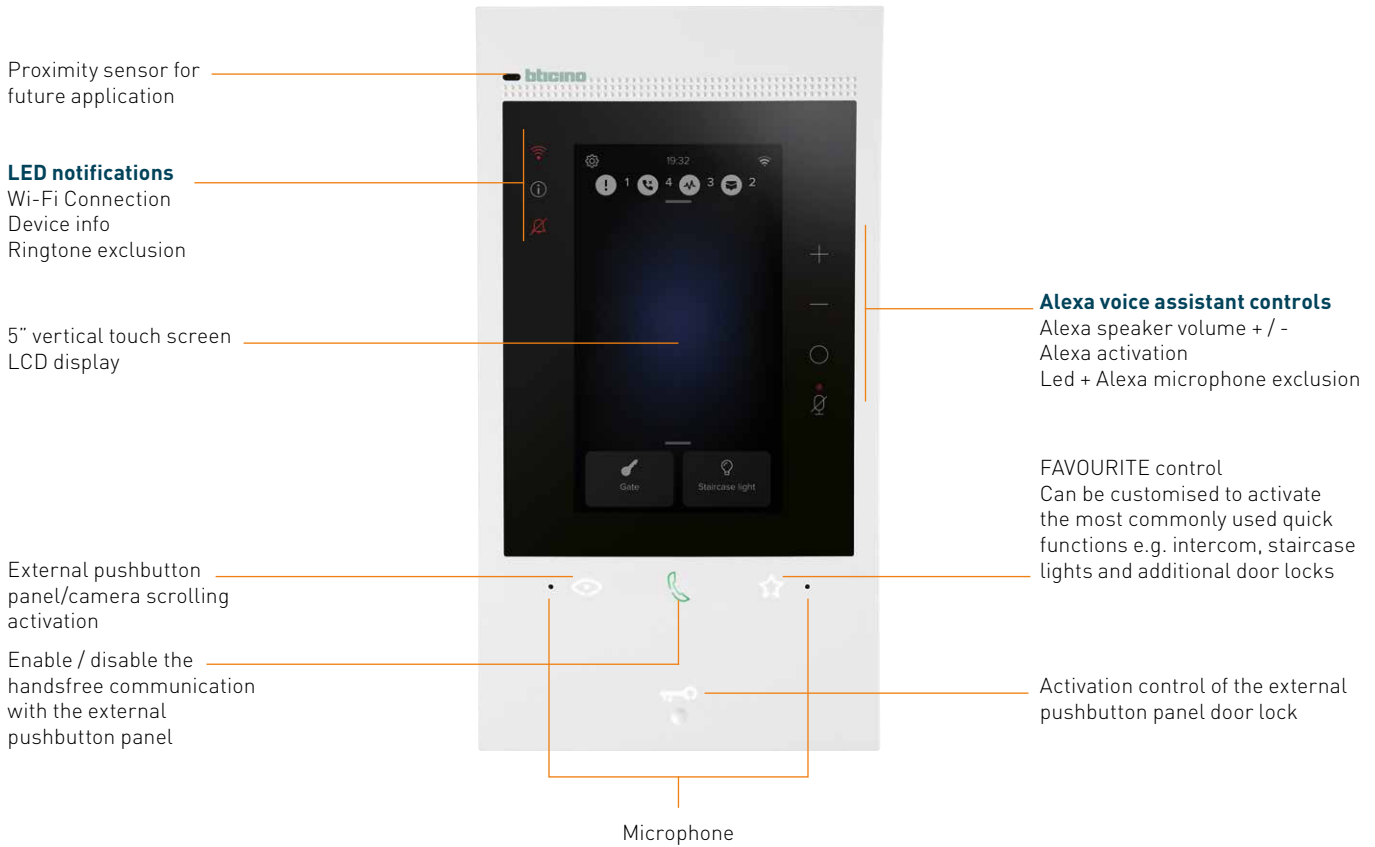 Proximity sensor for
future application
LED notifications
Wi-Fi Connection
Device info
Ringtone exclusion
5” vertical touch screen
LCD display
External pushbutton
panel/camera scrolling
activation
Enable / disable the
handsfree communication
with the external
pushbutton panel
bticino
19:32
1 4 3 2
Gate
Staircase light
Alexa voice assistant controls
Alexa speaker volume + / -
Alexa activation
Led + Alexa microphone exclusion
FAVOURITE control
Can be customised to activate
the most commonly used quick
functions e.g. intercom, staircase
lights and additional door locks
Activation control of the external
pushbutton panel door lock
Microphone